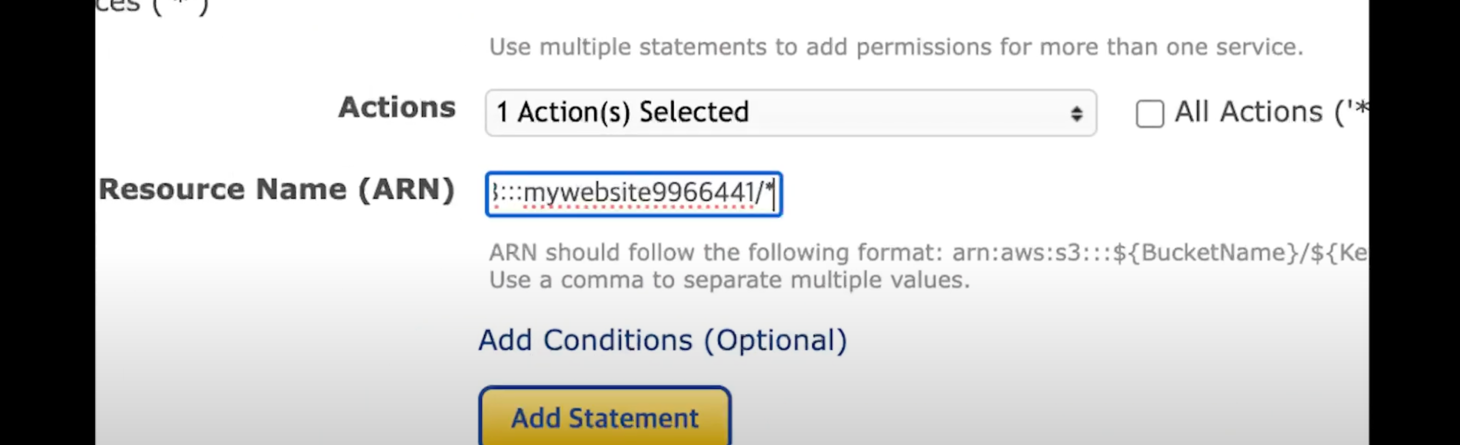 ces ('*')
Use multiple statements to add permissions for more than one service.
Actions 1 Action(s) Selected All Actions ('*
Resource Name (ARN) :::mywebsite9966441/*
ARN should follow the following format: arn:aws:s3:::${BucketName}/${Ke
Use a comma to separate multiple values.
Add Conditions (Optional)
Add Statement